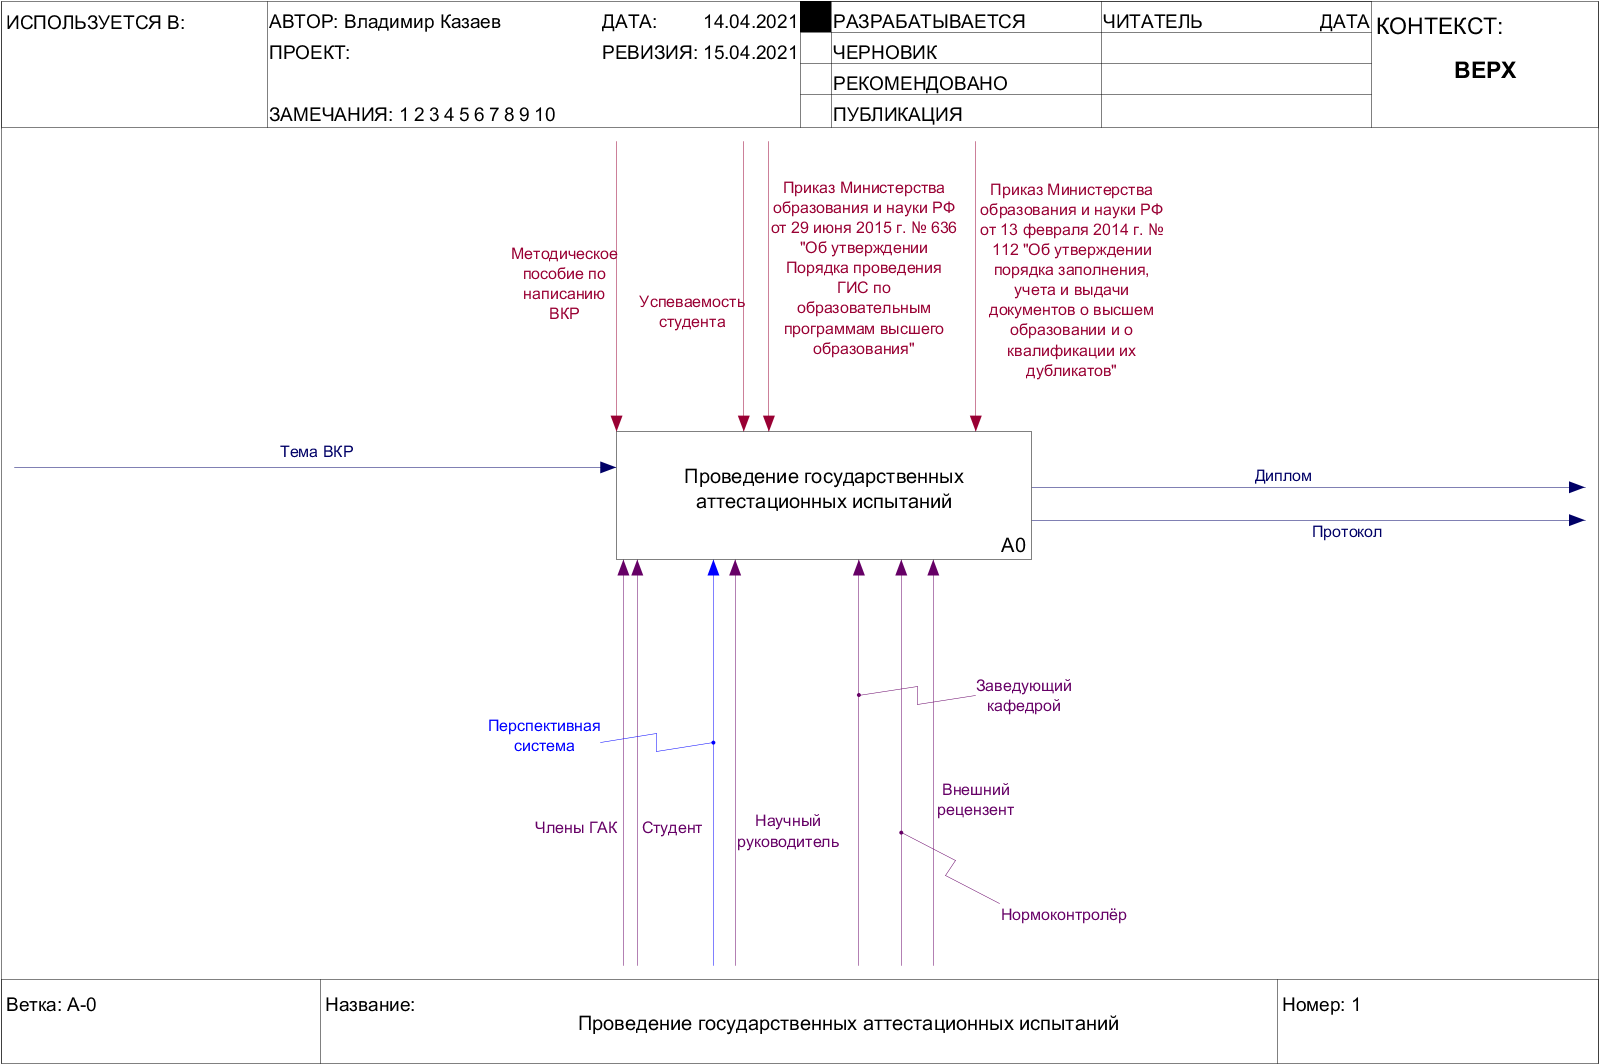 ИСПОЛЬЗУЕТСЯ В:
АВТОР: Владимир Казаев
ДАТА: 14.04.2021
ПРОЕКТ:
РЕВИЗИЯ: 15.04.2021
ЗАМЕЧАНИЯ: 1 2 3 4 5 6 7 8 9 10
РАЗРАБАТЫВАЕТСЯ
ЧЕРНОВИК
РЕКОМЕНДОВАНО
ПУБЛИКАЦИЯ
ЧИТАТЕЛЬ
ДАТА
КОНТЕКСТ:
ВЕРХ
Методическое
пособие по
написанию
ВКР
Успеваемость
студента
Приказ Министерства
образования и науки РФ
от 29 июня 2015 г. № 636
"Об утверждении
Порядка проведения
ГИС по
образовательным
программам высшего
образования"
Приказ Министерства
образования и науки РФ
от 13 февраля 2014 г. №
112 "Об утверждении
порядка заполнения,
учета и выдачи
документов о высшем
образовании и о
квалификации их
дубликатов"
Тема ВКР
Проведение государственных
аттестационных испытаний
A0
Диплом
Протокол
Перспективная
система
Члены ГАК
Студент
Научный
руководитель
Заведующий
кафедрой
Внешний
рецензент
Нормоконтролёр
Ветка: A-0
Название:
Проведение государственных аттестационных испытаний
Номер: 1